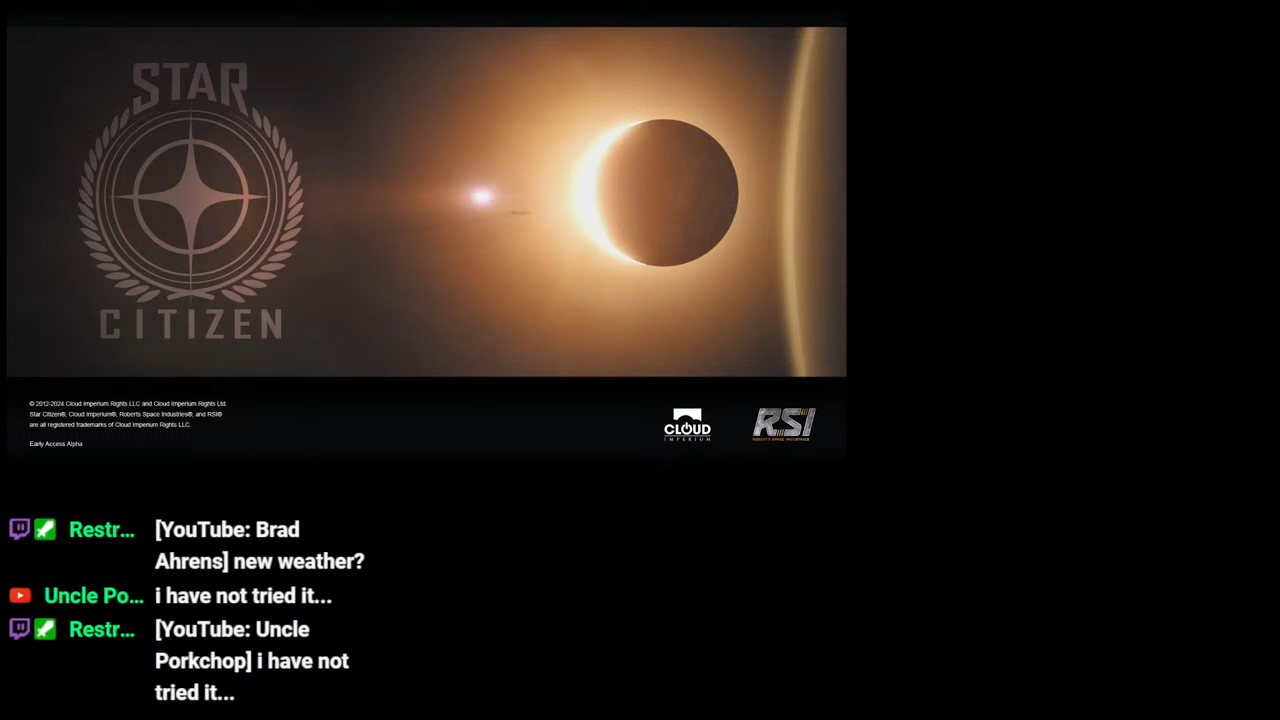 STAR
CITIZEN
© 2012-2024 Cloud Imperium Rights LLC and Cloud Imperium Rights Ltd.
Star Citizen®, Cloud Imperium®, Roberts Space Industries®, and RSI®
are all registered trademarks of Cloud Imperium Rights LLC.
Early Access Alpha
CLOUD
IMPERIUM
RSI
ROBERTS SPACE INDUSTRIES
Restr... [YouTube: Brad
Ahrens] new weather?
Uncle Po... i have not tried it...
Restr... [YouTube: Uncle
Porkchop] i have not
tried it...